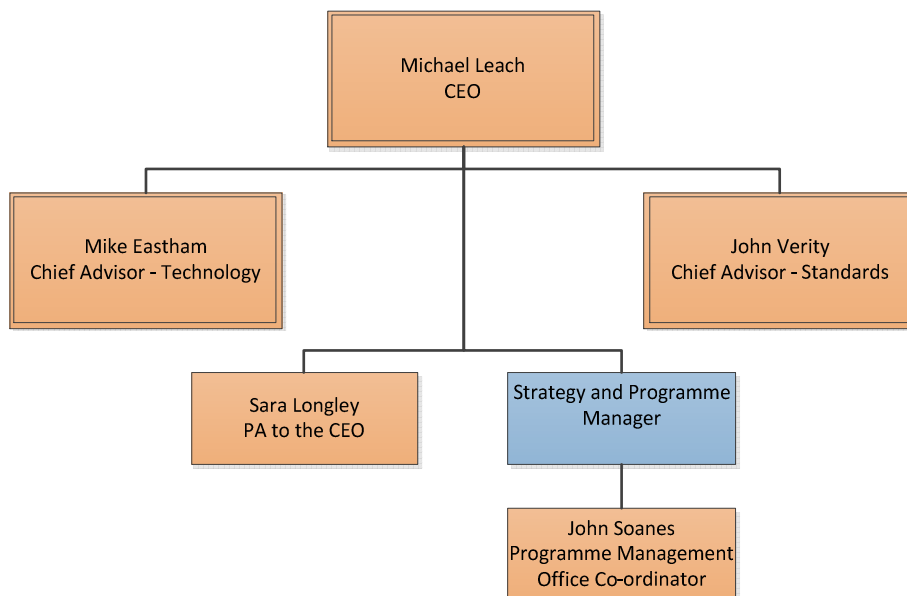 Michael Leach
CEO
Mike Eastham
Chief Advisor - Technology
John Verity
Chief Advisor - Standards
Sara Longley
PA to the CEO
Strategy and Programme
Manager
John Soanes
Programme Management
Office Co-ordinator